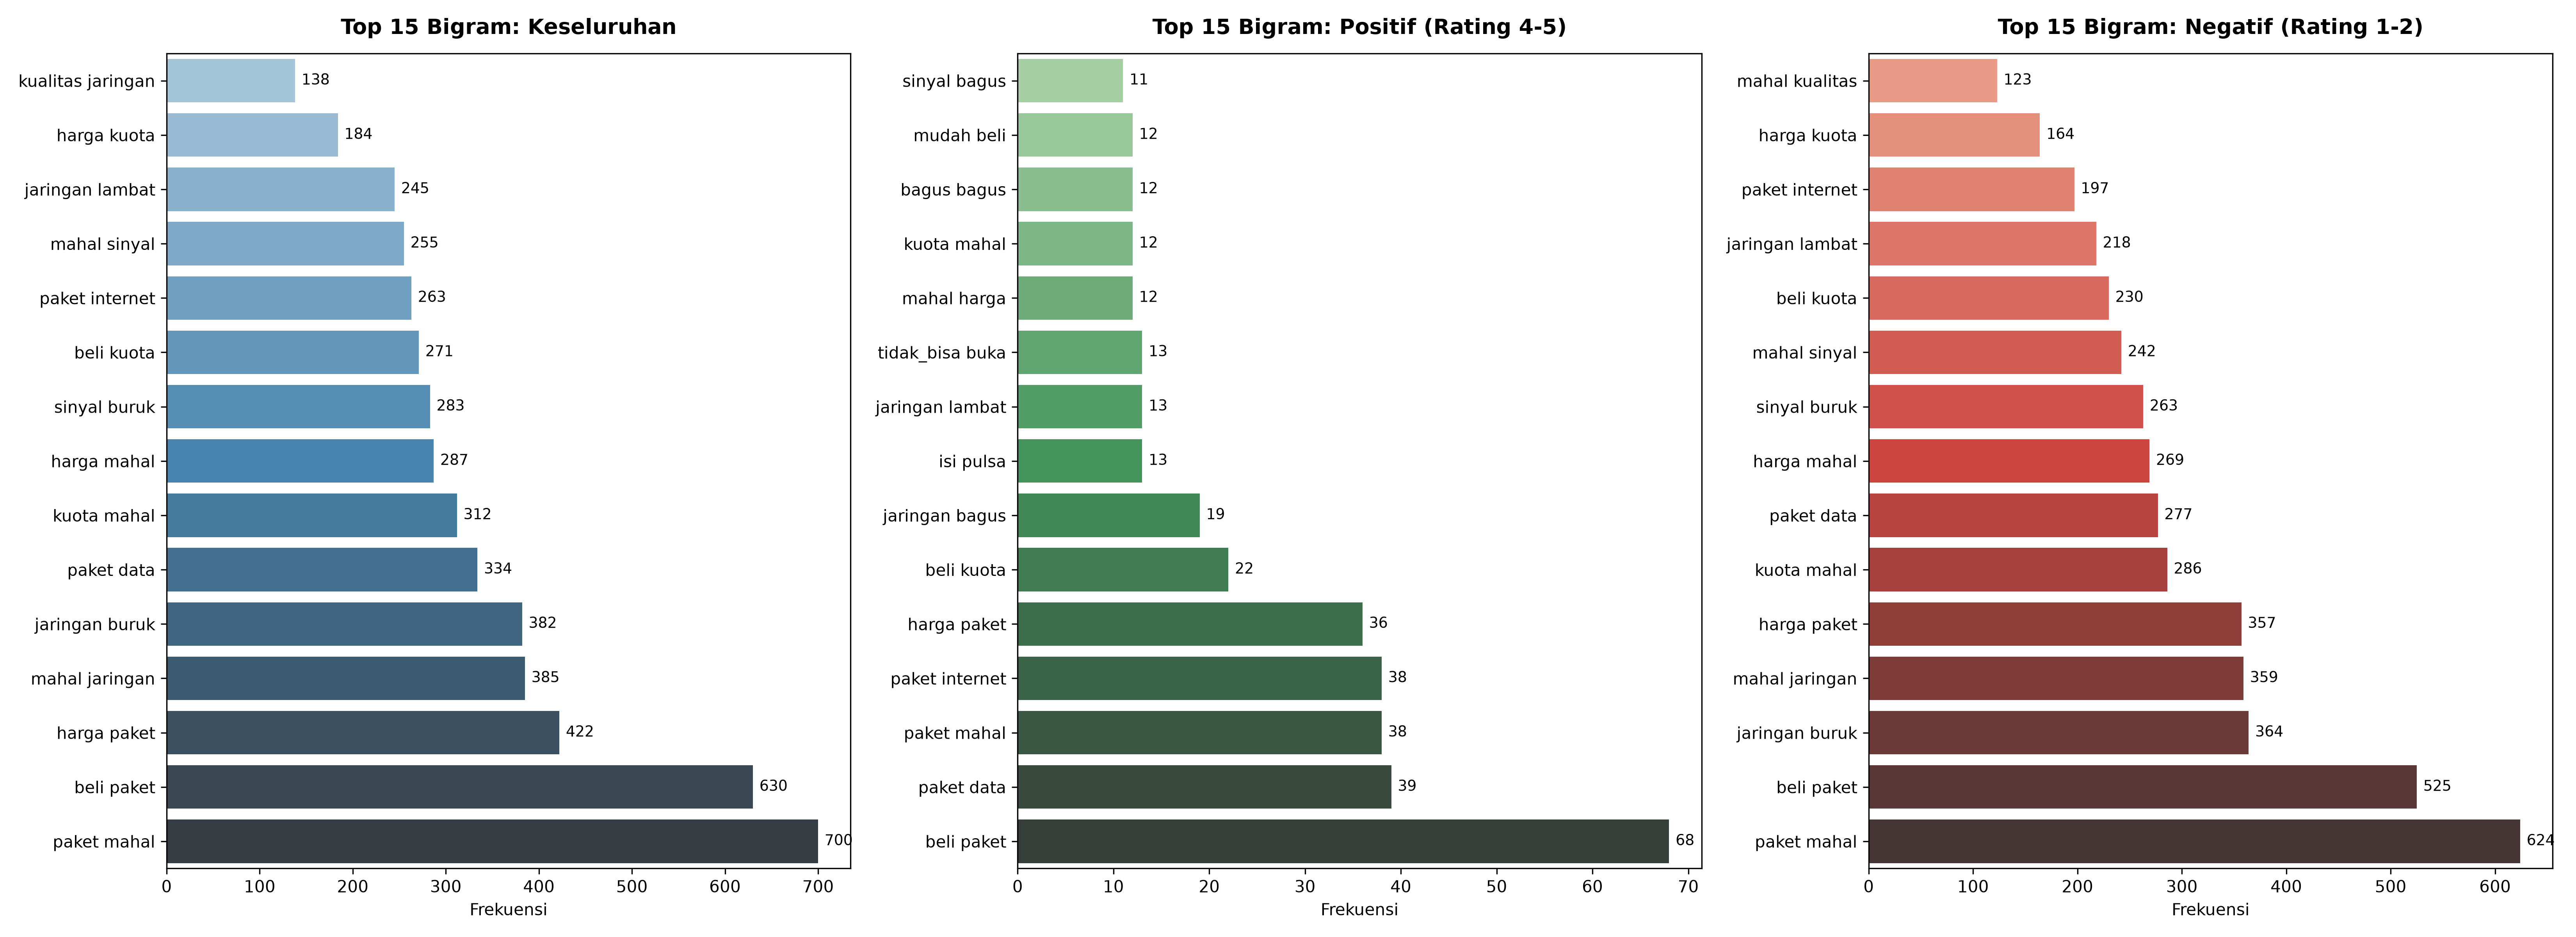 Top 15 Bigram: Keseluruhan
kualitas jaringan 138
harga kuota 184
jaringan lambat 245
mahal sinyal 255
paket internet 263
beli kuota 271
sinyal buruk 283
harga mahal 287
kuota mahal 312
paket data 334
jaringan buruk 382
mahal jaringan 385
harga paket 422
beli paket 630
paket mahal 700
0 100 200 300 400 500 600 700
Frekuensi
Top 15 Bigram: Positif (Rating 4-5)
sinyal bagus 11
mudah beli 12
bagus bagus 12
kuota mahal 12
mahal harga 12
tidak_bisa buka 13
jaringan lambat 13
isi pulsa 13
jaringan bagus 19
beli kuota 22
harga paket 36
paket internet 38
paket mahal 38
paket data 39
beli paket 68
0 10 20 30 40 50 60 70
Frekuensi
Top 15 Bigram: Negatif (Rating 1-2)
mahal kualitas 123
harga kuota 164
paket internet 197
jaringan lambat 218
beli kuota 230
mahal sinyal 242
sinyal buruk 263
harga mahal 269
paket data 277
kuota mahal 286
harga paket 357
mahal jaringan 359
jaringan buruk 364
beli paket 525
paket mahal 624
0 100 200 300 400 500 600
Frekuensi